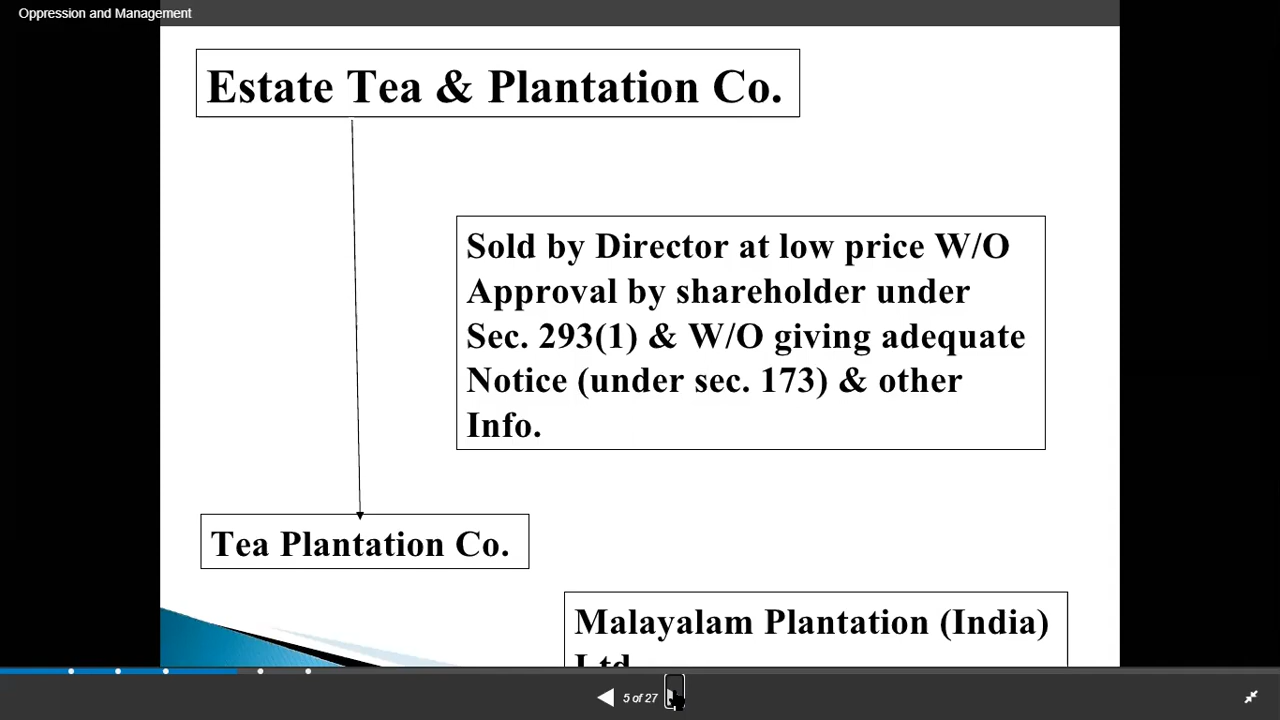 Oppression and Management
Estate Tea & Plantation Co.
Sold by Director at low price W/O
Approval by shareholder under
Sec. 293(1) & W/O giving adequate
Notice (under sec. 173) & other
Info.
Tea Plantation Co.
Malayalam Plantation (India)
Ltd
5 of 27